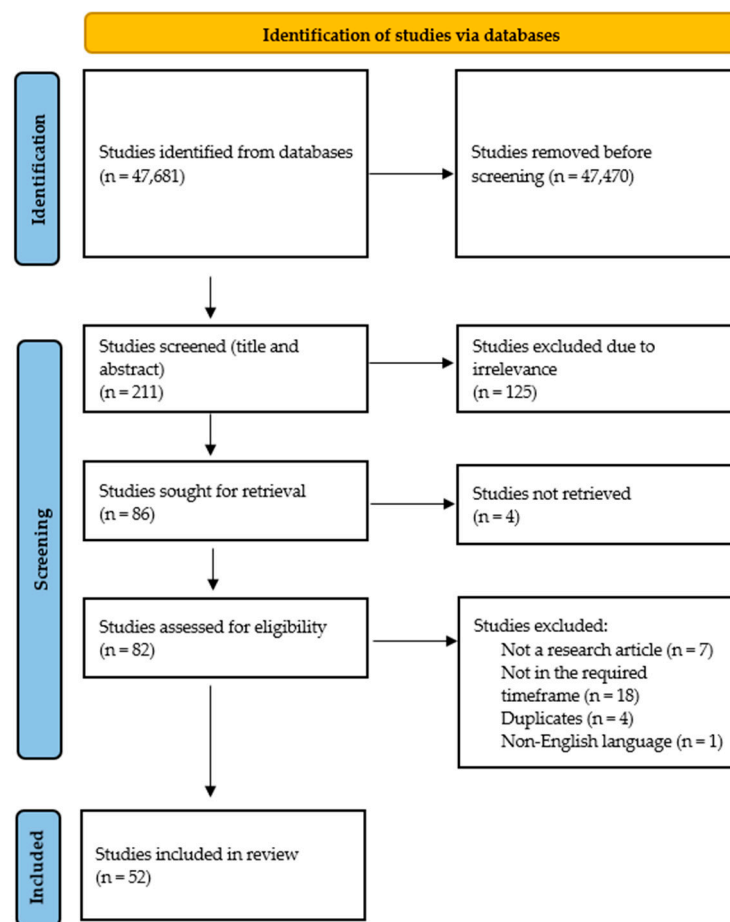 Identification of studies via databases
Identification
Studies identified from databases
(n = 47,681)
Studies removed before
screening (n = 47,470)
Screening
Studies screened (title and
abstract)
(n = 211)
Studies excluded due to
irrelevance
(n = 125)
Studies sought for retrieval
(n = 86)
Studies not retrieved
(n = 4)
Studies assessed for eligibility
(n = 82)
Studies excluded:
Not a research article (n = 7)
Not in the required
timeframe (n = 18)
Duplicates (n = 4)
Non-English language (n = 1)
Included
Studies included in review
(n = 52)